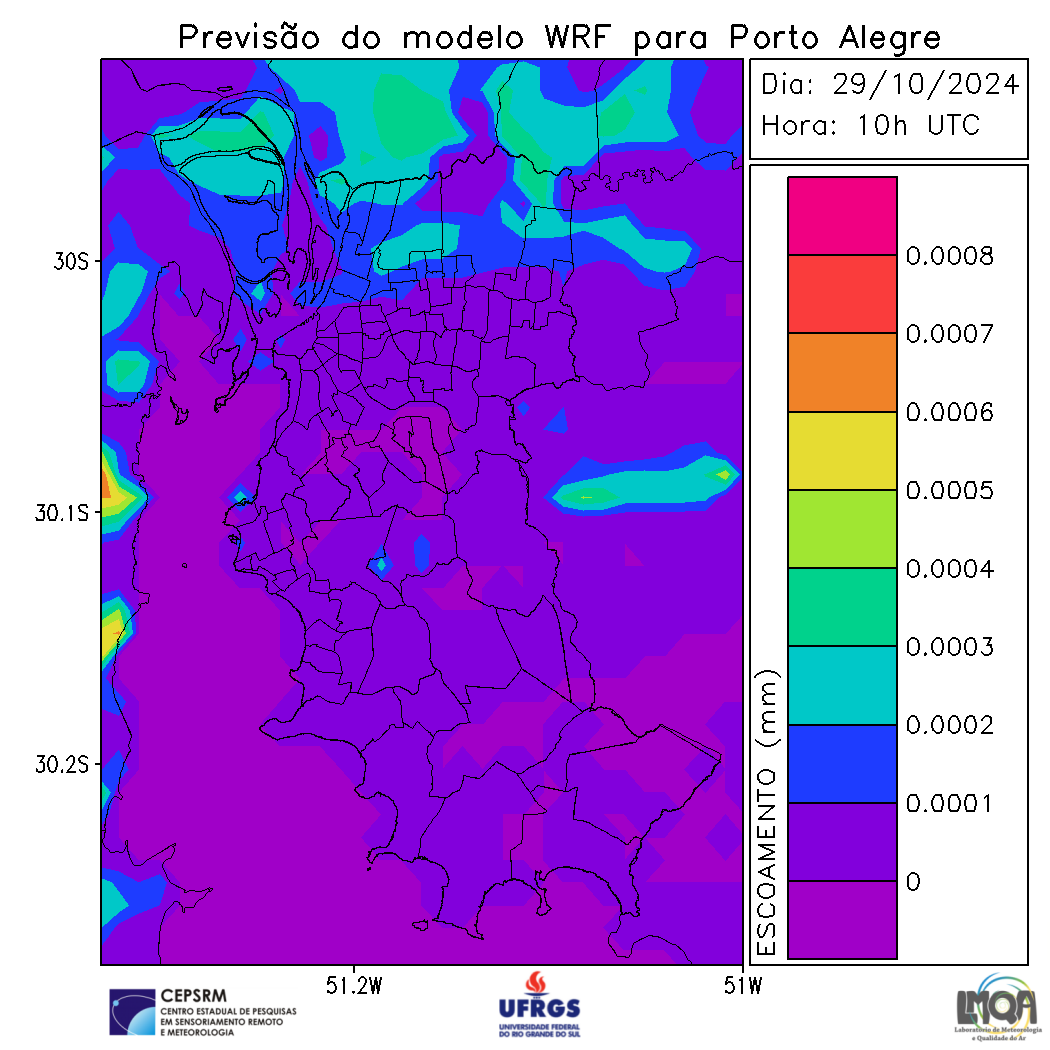 Previsão do modelo WRF para Porto Alegre
Dia: 29/10/2024
Hora: 10h UTC
30S
30.1S
30.2S
51.2W
51W
ESCOAMENTO (mm)
0.0008
0.0007
0.0006
0.0005
0.0004
0.0003
0.0002
0.0001
0
CEPSRM
CENTRO ESTADUAL DE PESQUISAS
EM SENSORIAMENTO REMOTO
E METEOROLOGIA
UFRGS
UNIVERSIDADE FEDERAL
DO RIO GRANDE DO SUL
LMQA
Laboratório de Meteorologia
e Qualidade do Ar